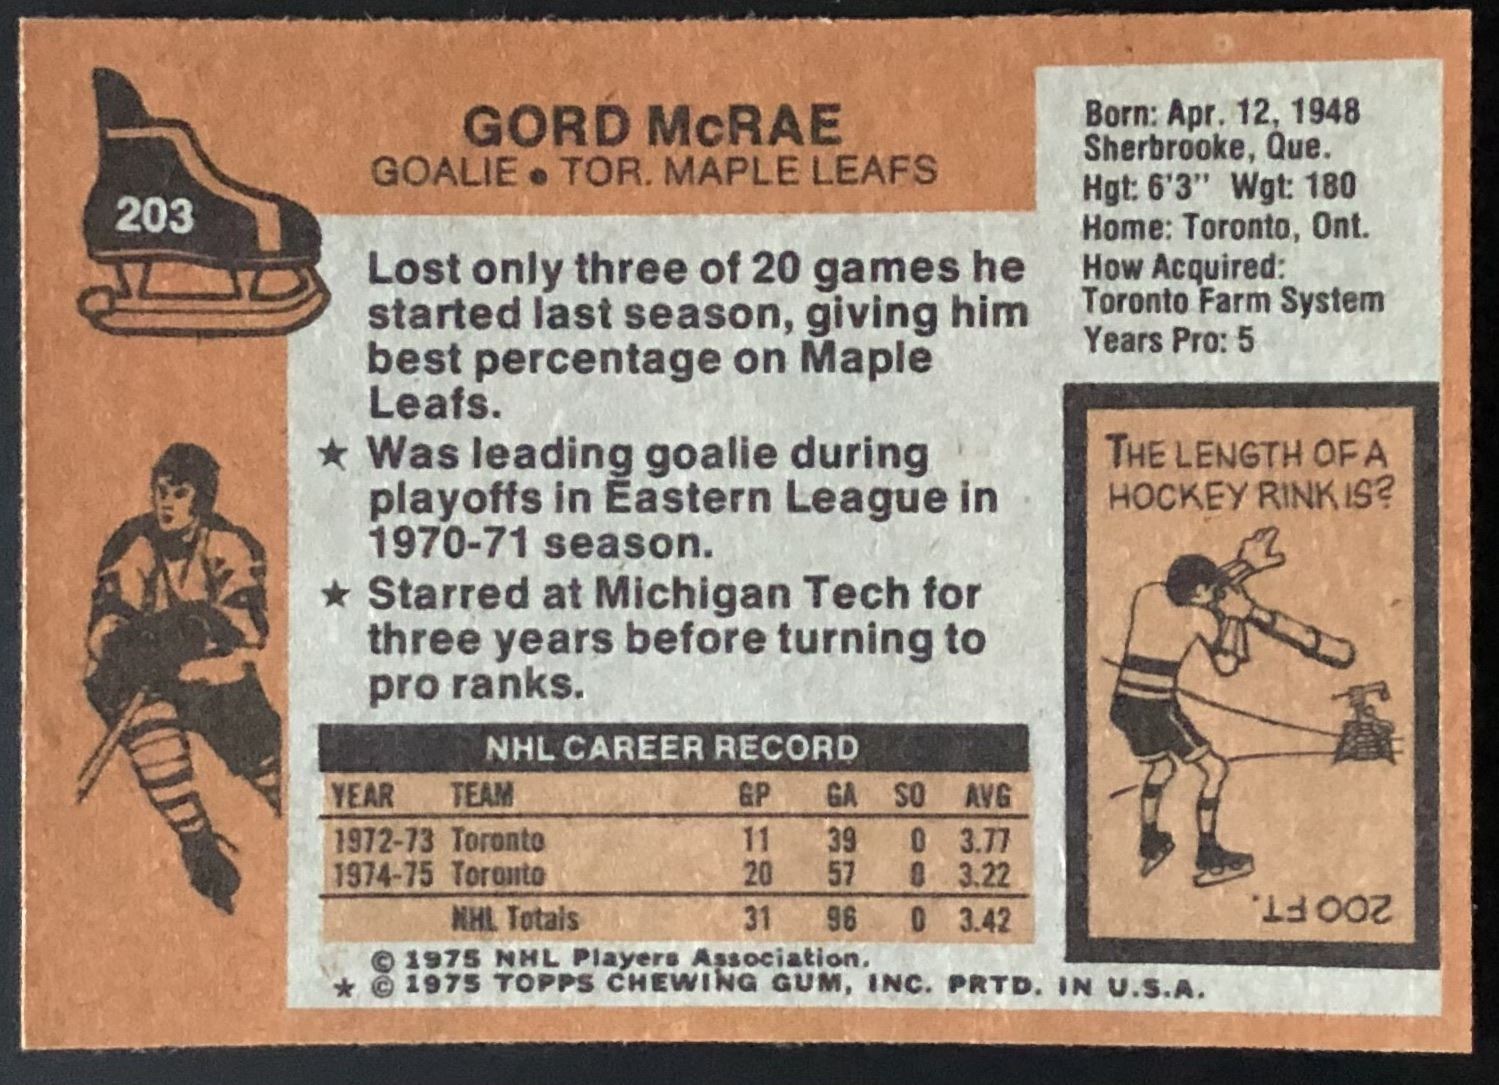 203
GORD McRAE
GOALIE • TOR. MAPLE LEAFS
Lost only three of 20 games he
started last season, giving him
best percentage on Maple
Leafs.
★ Was leading goalie during
playoffs in Eastern League in
1970-71 season.
★ Starred at Michigan Tech for
three years before turning to
pro ranks.
NHL CAREER RECORD
YEAR TEAM GP GA SO AVG
1972-73 Toronto 11 39 0 3.77
1974-75 Toronto 20 57 0 3.22
NHL Totals 31 96 0 3.42
© 1975 NHL Players Association.
★ © 1975 TOPPS CHEWING GUM, INC. PRTD. IN U.S.A.
Born: Apr. 12, 1948
Sherbrooke, Que.
Hgt: 6'3" Wgt: 180
Home: Toronto, Ont.
How Acquired:
Toronto Farm System
Years Pro: 5
THE LENGTH OF A
HOCKEY RINK IS?
200 FT.